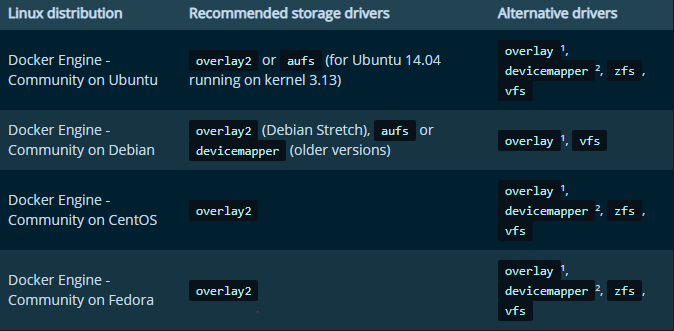 Linux distribution Recommended storage drivers Alternative drivers
Docker Engine -
Community on Ubuntu
overlay2 or aufs (for Ubuntu 14.04
running on kernel 3.13)
overlay ¹,
devicemapper ², zfs ,
vfs
Docker Engine -
Community on Debian
overlay2 (Debian Stretch), aufs or
devicemapper (older versions)
overlay ¹, vfs
Docker Engine -
Community on CentOS
overlay2
overlay ¹,
devicemapper ², zfs ,
vfs
Docker Engine -
Community on Fedora
overlay2
overlay ¹,
devicemapper ², zfs ,
vfs